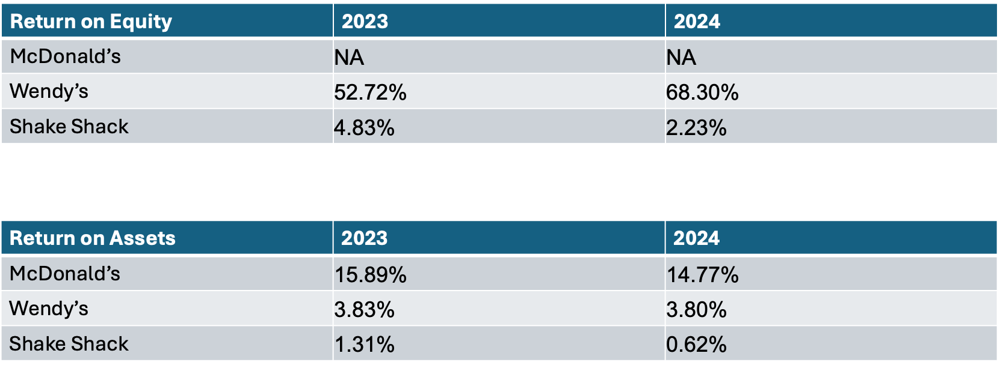 Return on Equity 2023 2024
McDonald’s NA NA
Wendy’s 52.72% 68.30%
Shake Shack 4.83% 2.23%
Return on Assets 2023 2024
McDonald’s 15.89% 14.77%
Wendy’s 3.83% 3.80%
Shake Shack 1.31% 0.62%